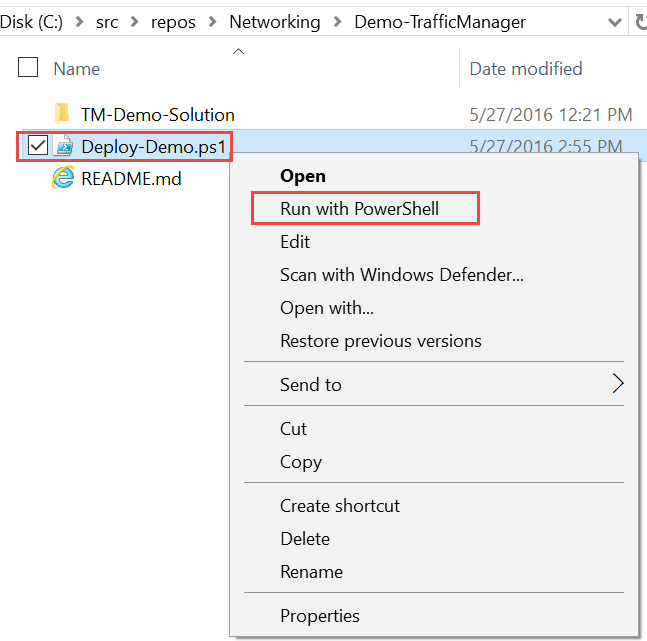 Disk (C:) > src > repos > Networking > Demo-TrafficManager
Name Date modified
TM-Demo-Solution 5/27/2016 12:21 PM
Deploy-Demo.ps1 5/27/2016 2:55 PM
README.md
Open
Run with PowerShell
Edit
Scan with Windows Defender...
Open with...
Restore previous versions
Send to
Cut
Copy
Create shortcut
Delete
Rename
Properties